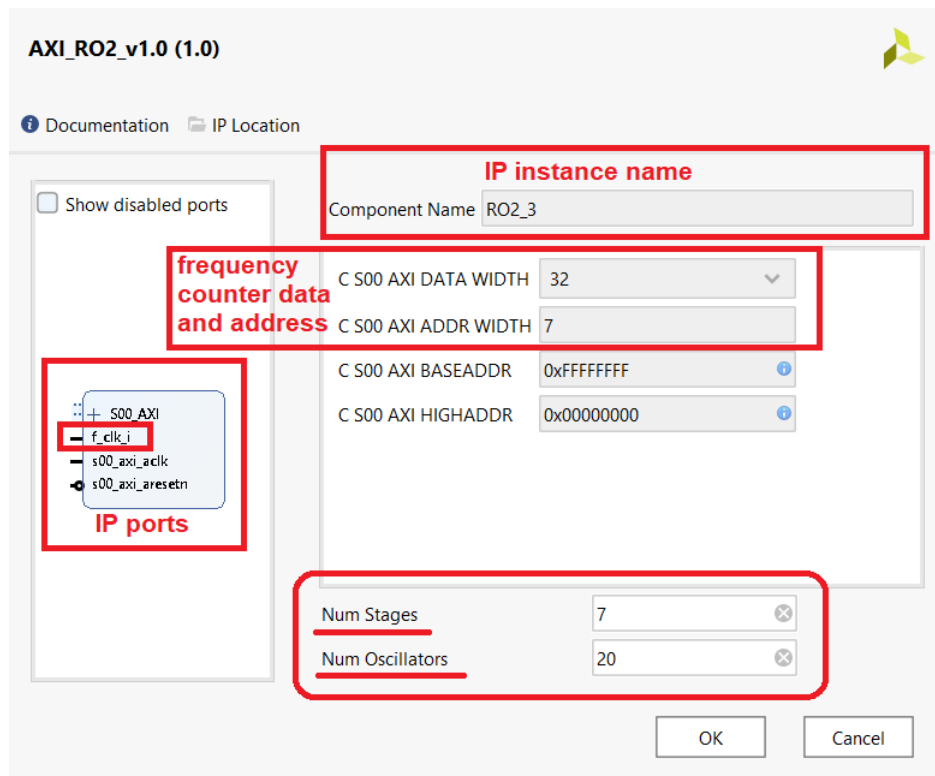 AXI_RO2_v1.0 (1.0)
Documentation IP Location
Show disabled ports
S00_AXI
f_clk_i
s00_axi_aclk
s00_axi_aresetn
IP ports
IP instance name
Component Name RO2_3
frequency
counter data
and address
C S00 AXI DATA WIDTH 32
C S00 AXI ADDR WIDTH 7
C S00 AXI BASEADDR 0xFFFFFFFF
C S00 AXI HIGHADDR 0x00000000
Num Stages 7
Num Oscillators 20
OK Cancel